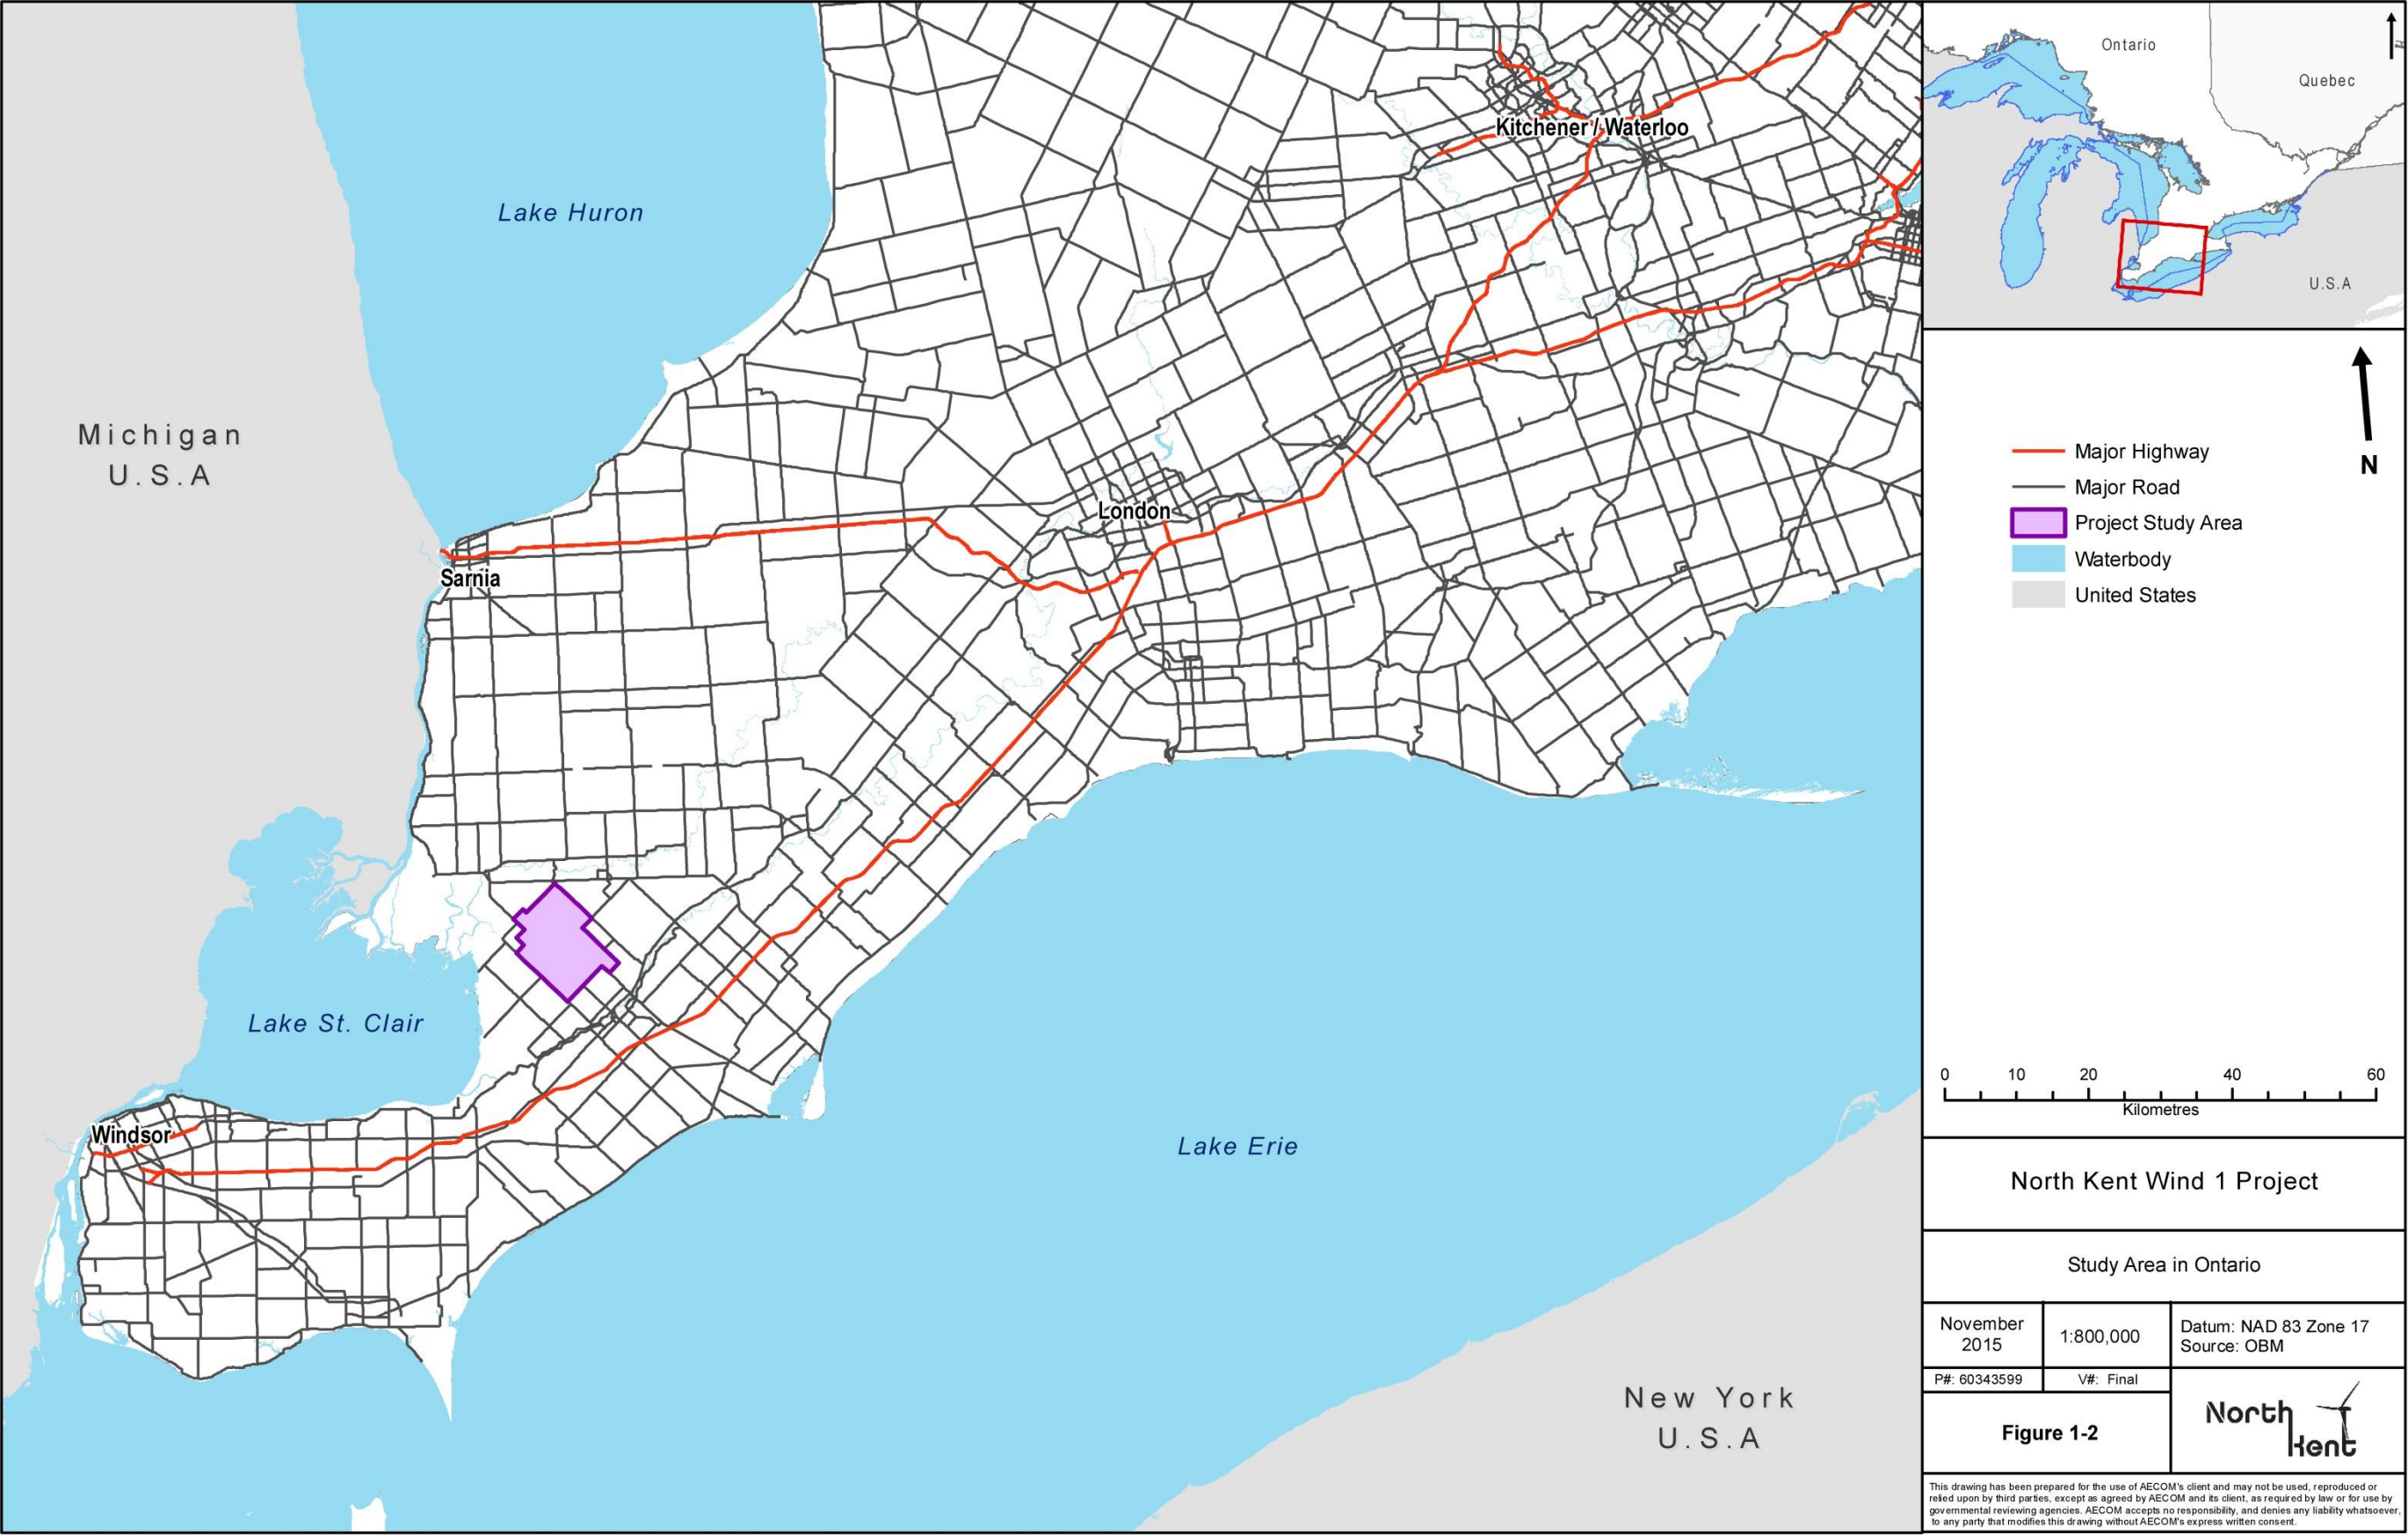 Lake Huron
Kitchener / Waterloo
Michigan
U.S.A
London
Sarnia
Lake St. Clair
Windsor
Lake Erie
New York
U.S.A
Ontario
Quebec
U.S.A
N
Major Highway
Major Road
Project Study Area
Waterbody
United States
0 10 20 40 60
Kilometres
North Kent Wind 1 Project
Study Area in Ontario
November
2015
1:800,000
Datum: NAD 83 Zone 17
Source: OBM
P#: 60343599
V#: Final
Figure 1-2
North
Kent
This drawing has been prepared for the use of AECOM's client and may not be used, reproduced or
relied upon by third parties, except as agreed by AECOM and its client, as required by law or for use by
governmental reviewing agencies. AECOM accepts no responsibility, and denies any liability whatsoever,
to any party that modifies this drawing without AECOM's express written consent.